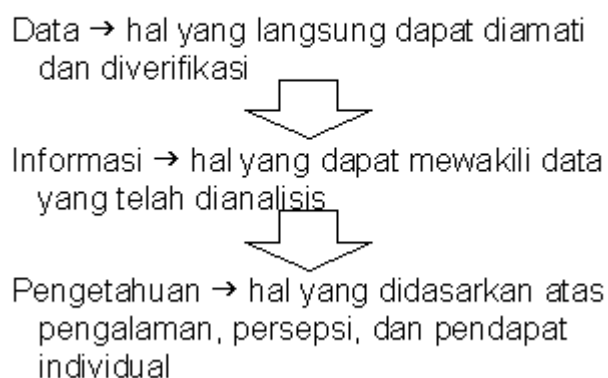 Data → hal yang langsung dapat diamati
dan diverifikasi
Informasi → hal yang dapat mewakili data
yang telah dianalisis
Pengetahuan → hal yang didasarkan atas
pengalaman, persepsi, dan pendapat
individual